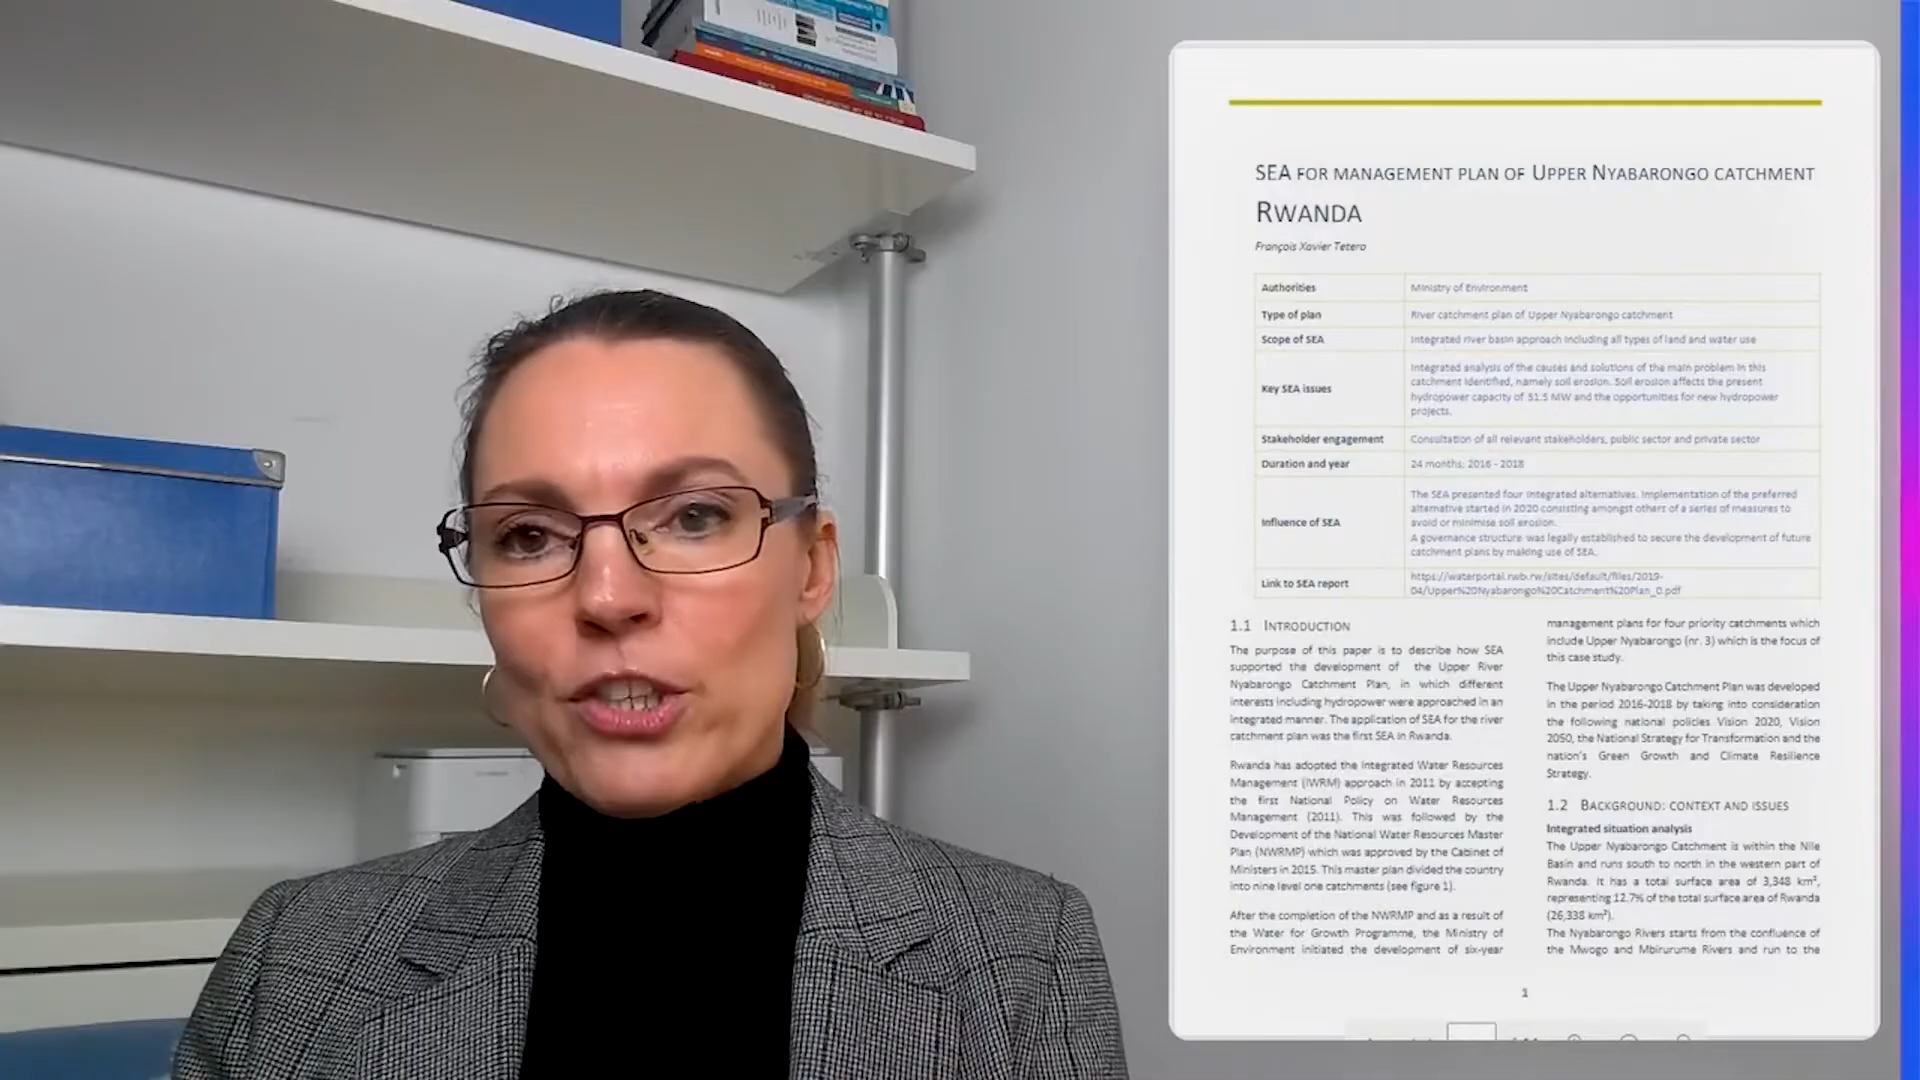 SEA FOR MANAGEMENT PLAN OF UPPER NYABARONGO CATCHMENT
RWANDA
François Xavier Tetero
Authorities
Ministry of Environment
Type of plan
River catchment plan of Upper Nyabarongo catchment
Scope of SEA
Integrated river basin approach including all types of land and water use
Key SEA issues
Integrated analysis of the causes and solutions of the main problem in this
catchment identified, namely soil erosion. Soil erosion affects the present
hydropower capacity of 51.5 MW and the opportunities for new hydropower
projects.
Stakeholder engagement
Consultation of all relevant stakeholders, public sector and private sector
Duration and year
24 months; 2016 - 2018
Influence of SEA
The SEA presented four integrated alternatives. Implementation of the preferred
alternative started in 2020 consisting amongst others of a series of measures to
avoid or minimise soil erosion.
A governance structure was legally established to secure the development of future
catchment plans by making use of SEA.
Link to SEA report
https://waterportal.rwb.rw/sites/default/files/2019-
04/Upper%20Nyabarongo%20Catchment%20Plan_0.pdf
1.1 INTRODUCTION
The purpose of this paper is to describe how SEA
supported the development of the Upper River
Nyabarongo Catchment Plan, in which different
interests including hydropower were approached in an
integrated manner. The application of SEA for the river
catchment plan was the first SEA in Rwanda.
Rwanda has adopted the Integrated Water Resources
Management (IWRM) approach in 2011 by accepting
the first National Policy on Water Resources
Management (2011). This was followed by the
Development of the National Water Resources Master
Plan (NWRMP) which was approved by the Cabinet of
Ministers in 2015. This master plan divided the country
into nine level one catchments (see figure 1).
After the completion of the NWRMP and as a result of
the Water for Growth Programme, the Ministry of
Environment initiated the development of six-year
management plans for four priority catchments which
include Upper Nyabarongo (nr. 3) which is the focus of
this case study.
The Upper Nyabarongo Catchment Plan was developed
in the period 2016-2018 by taking into consideration
the following national policies Vision 2020, Vision
2050, the National Strategy for Transformation and the
nation's Green Growth and Climate Resilience
Strategy.
1.2 BACKGROUND: CONTEXT AND ISSUES
Integrated situation analysis
The Upper Nyabarongo Catchment is within the Nile
Basin and runs south to north in the western part of
Rwanda. It has a total surface area of 3,348 km²,
representing 12.7% of the total surface area of Rwanda
(26,338 km²).
The Nyabarongo Rivers starts from the confluence of
the Mwogo and Mbirurume Rivers and run to the
1